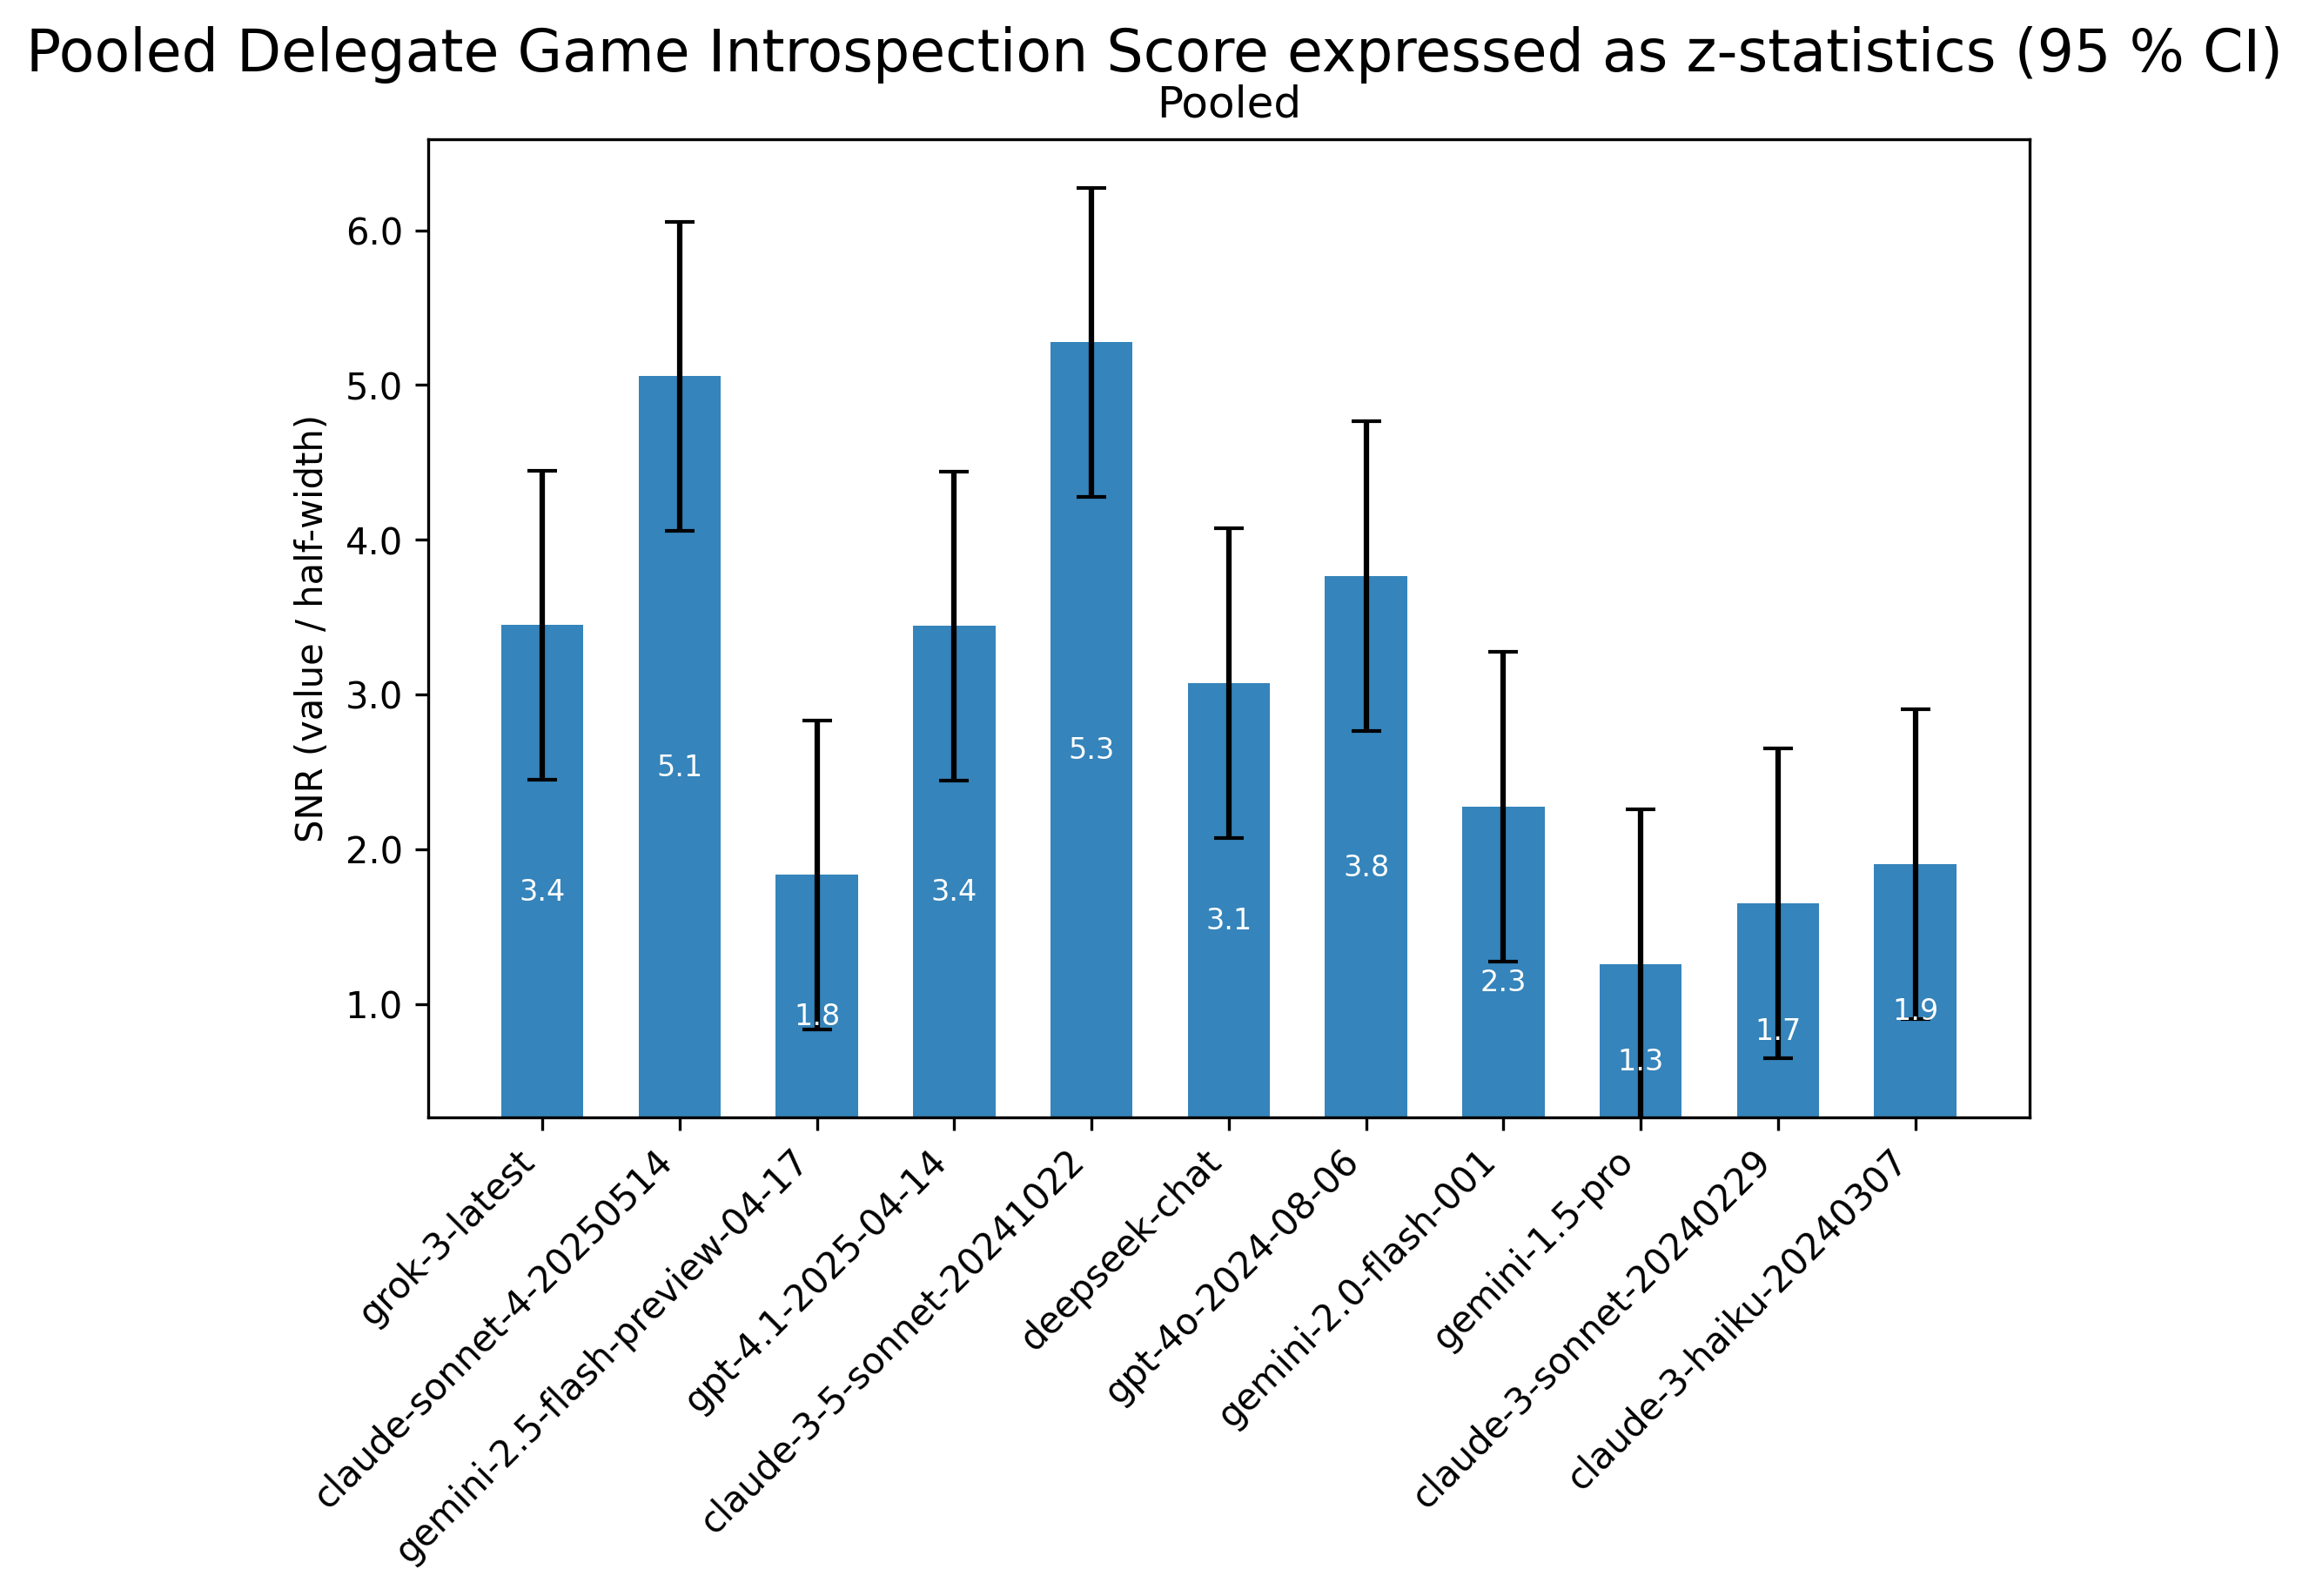 Pooled Delegate Game Introspection Score expressed as z-statistics (95 % CI)
Pooled
SNR (value / half-width)
6.0
5.0
4.0
3.0
2.0
1.0
3.4
5.1
1.8
3.4
5.3
3.1
3.8
2.3
1.3
1.7
1.9
grok-3-latest
claude-sonnet-4-20250514
gemini-2.5-flash-preview-04-17
gpt-4.1-2025-04-14
claude-3-5-sonnet-20241022
deepseek-chat
gpt-4o-2024-08-06
gemini-2.0-flash-001
gemini-1.5-pro
claude-3-sonnet-20240229
claude-3-haiku-20240307